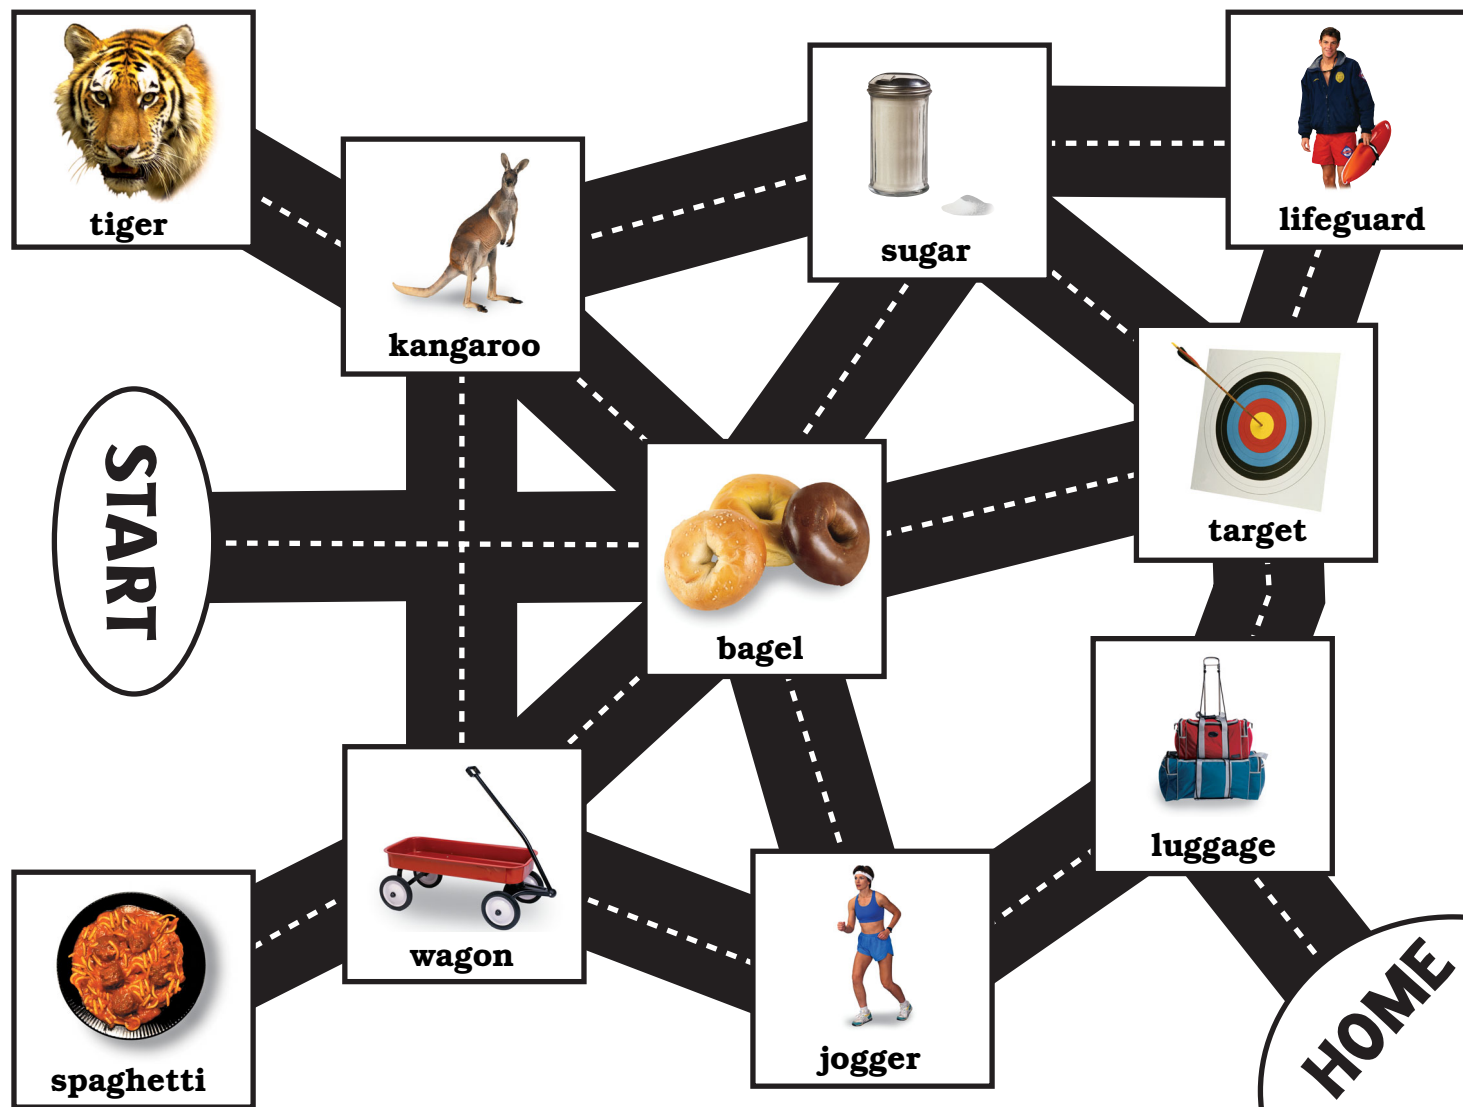 tiger
kangaroo
sugar
lifeguard
START
bagel
target
luggage
wagon
spaghetti
jogger
HOME